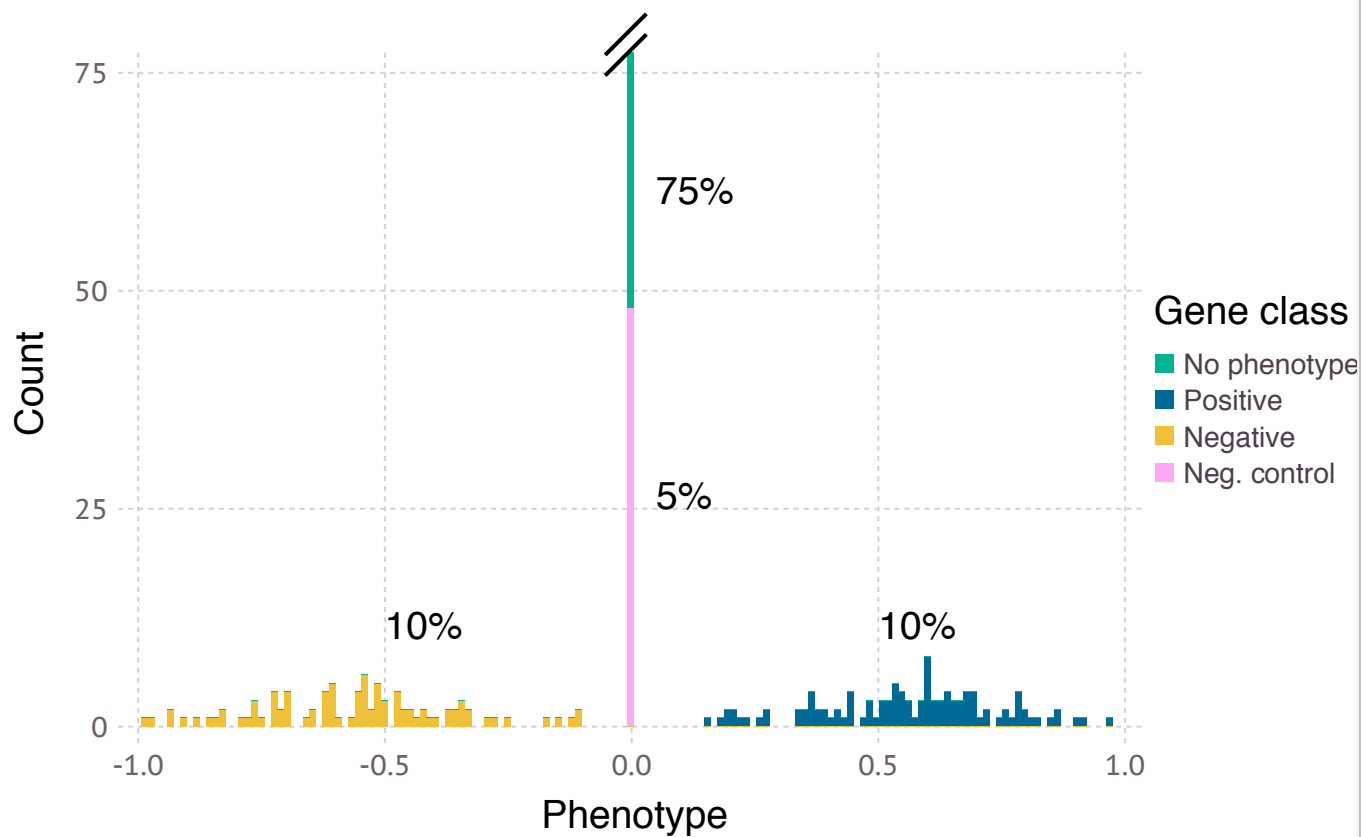 75
75%
50
Gene class
No phenotype
Positive
Count
Negative
Neg. control
5%
25
10%
10%
0
-1.0
-0.5
0.0
0.5
1.0
Phenotype